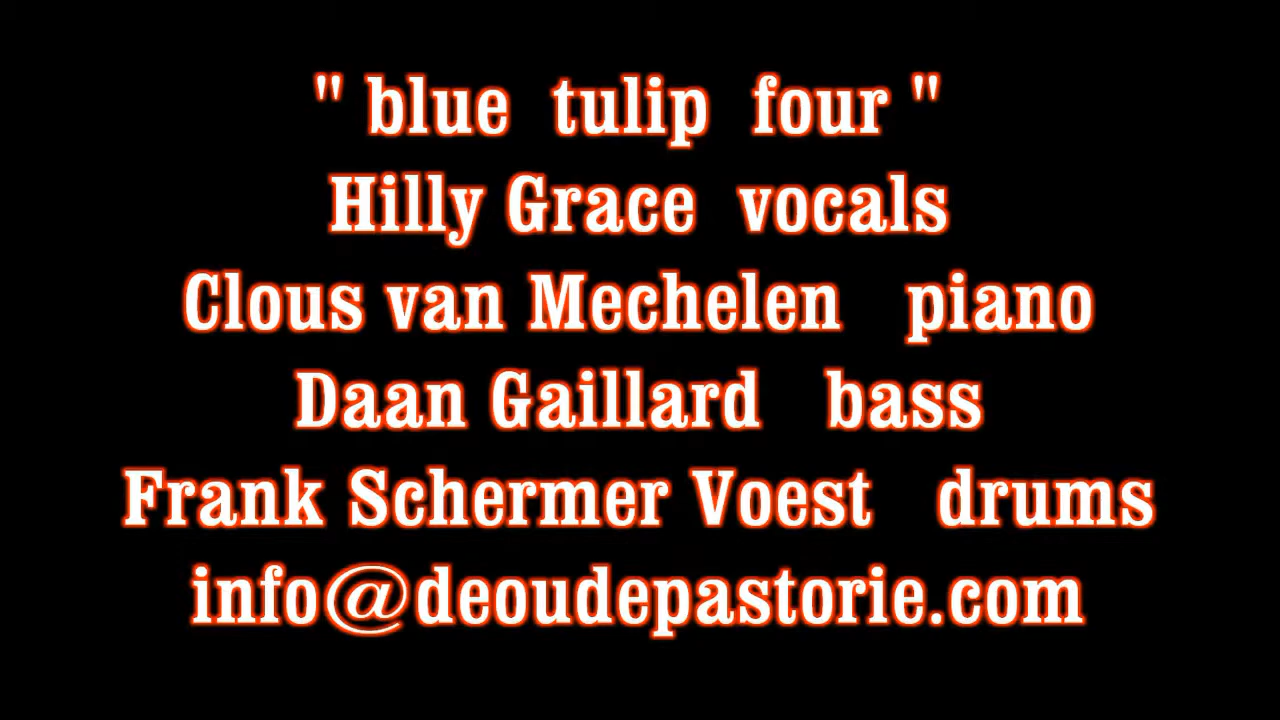 " blue tulip four "
Hilly Grace vocals
Clous van Mechelen piano
Daan Gaillard bass
Frank Schermer Voest drums
info@deoudepastorie.com